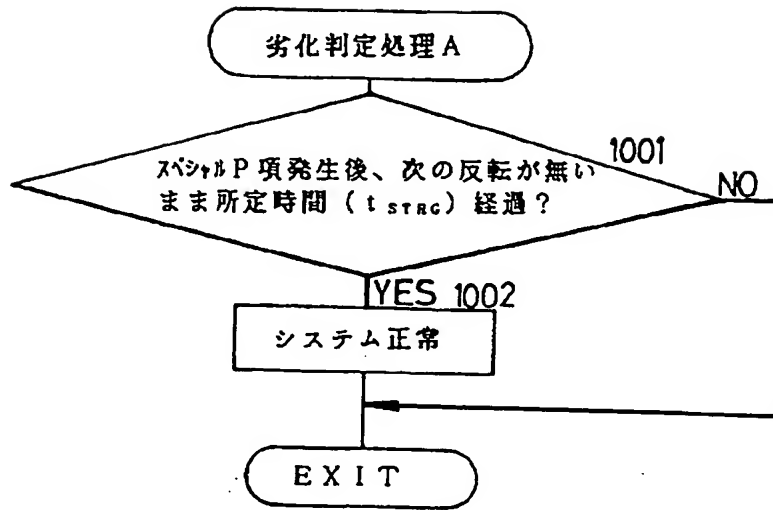 劣化判定処理A
1001
スペシャルP項発生後、次の反転が無い
まま所定時間（tSTRG）経過？
NO
YES 1002
システム正常
EXIT